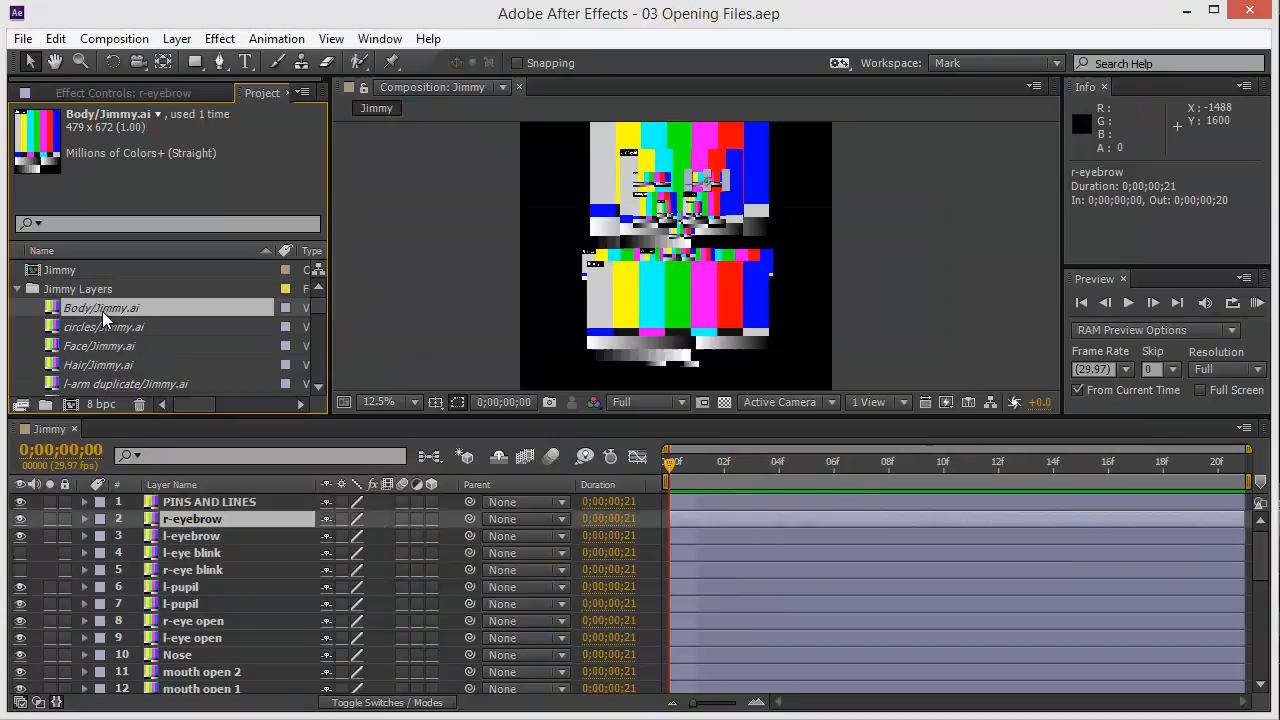 Adobe After Effects - 03 Opening Files.aep
File Edit Composition Layer Effect Animation View Window Help
Snapping
Workspace: Mark
Search Help
Effect Controls: r-eyebrow
Project
Body/Jimmy.ai , used 1 time
479 x 672 (1.00)
Millions of Colors+ (Straight)
Name
Type
Jimmy
Jimmy Layers
Body/Jimmy.ai
circles/Jimmy.ai
Face/Jimmy.ai
Hair/Jimmy.ai
l-arm duplicate/Jimmy.ai
8 bpc
Composition: Jimmy
Jimmy
12.5%
0;00;00;00
Full
Active Camera
1 View
+0.0
Info
R:
G:
B:
A: 0
X: -1488
Y: 1600
r-eyebrow
Duration: 0;00;00;21
In: 0;00;00;00, Out: 0;00;00;20
Preview
RAM Preview Options
Frame Rate Skip Resolution
(29.97) 0 Full
From Current Time Full Screen
Jimmy
0;00;00;00
00000 (29.97 fps)
# Layer Name
Parent
Duration
02f 04f 06f 08f 10f 12f 14f 16f 18f 20f
1 PINS AND LINES None 0;00;00;21
2 r-eyebrow None 0;00;00;21
3 l-eyebrow None 0;00;00;21
4 l-eye blink None 0;00;00;21
5 r-eye blink None 0;00;00;21
6 l-pupil None 0;00;00;21
7 l-pupil None 0;00;00;21
8 r-eye open None 0;00;00;21
9 l-eye open None 0;00;00;21
10 Nose None 0;00;00;21
11 mouth open 2 None 0;00;00;21
12 mouth open 1 None 0;00;00;21
Toggle Switches / Modes